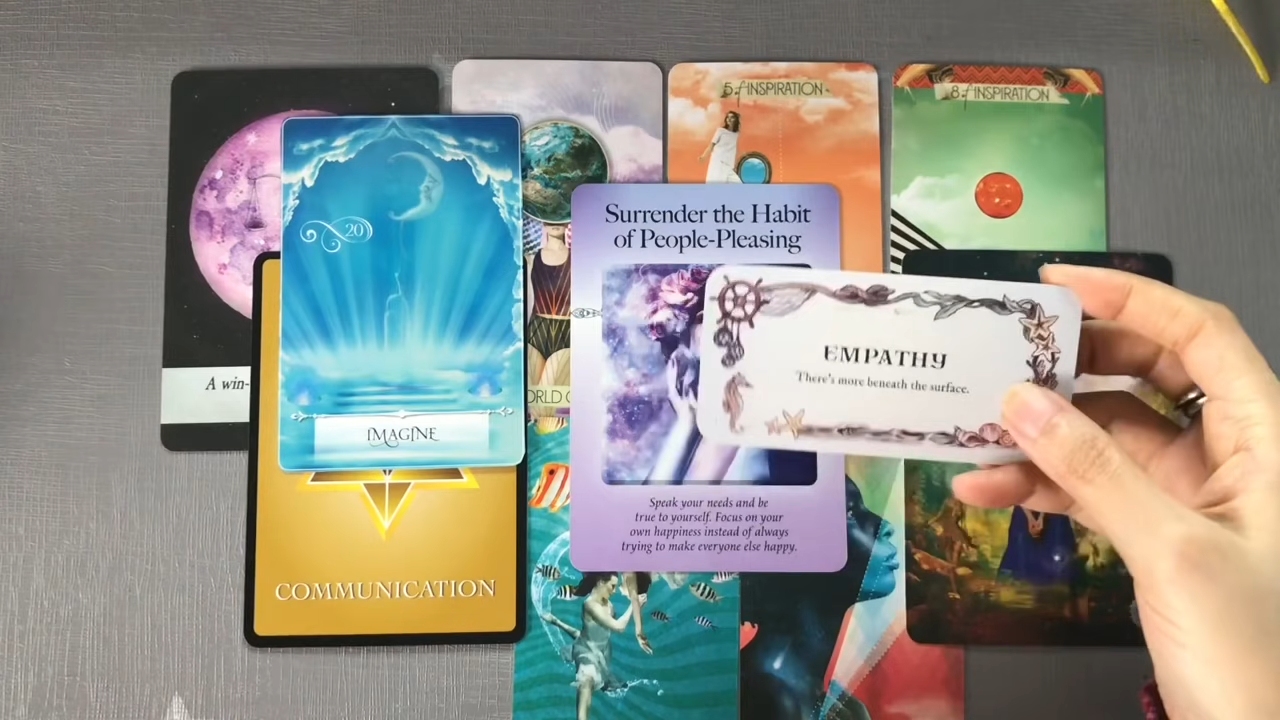 5 of INSPIRATION
8 of INSPIRATION
20
Surrender the Habit
of People-Pleasing
EMPATHY
There's more beneath the surface.
A win-
IMAGINE
Speak your needs and be
true to yourself. Focus on your
own happiness instead of always
trying to make everyone else happy.
COMMUNICATION